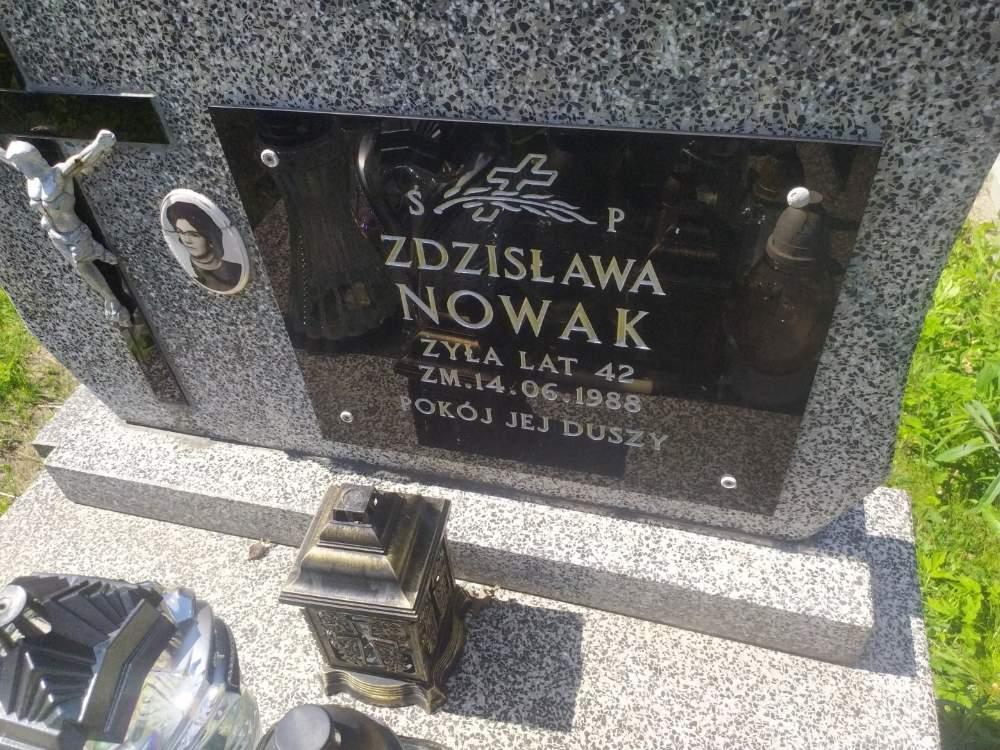 Ś P
ZDZISŁAWA
NOWAK
ŻYŁA LAT 42
ZM. 14.06.1988
POKÓJ JEJ DUSZY